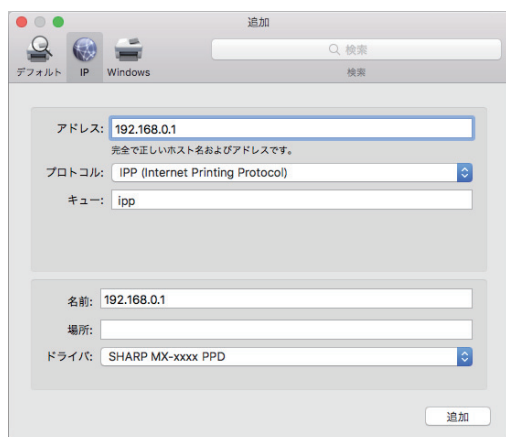 追加
検索
デフォルト IP Windows 検索
アドレス: 192.168.0.1
完全で正しいホスト名およびアドレスです。
プロトコル: IPP (Internet Printing Protocol)
キュー: ipp
名前: 192.168.0.1
場所:
ドライバ: SHARP MX-xxxx PPD
追加